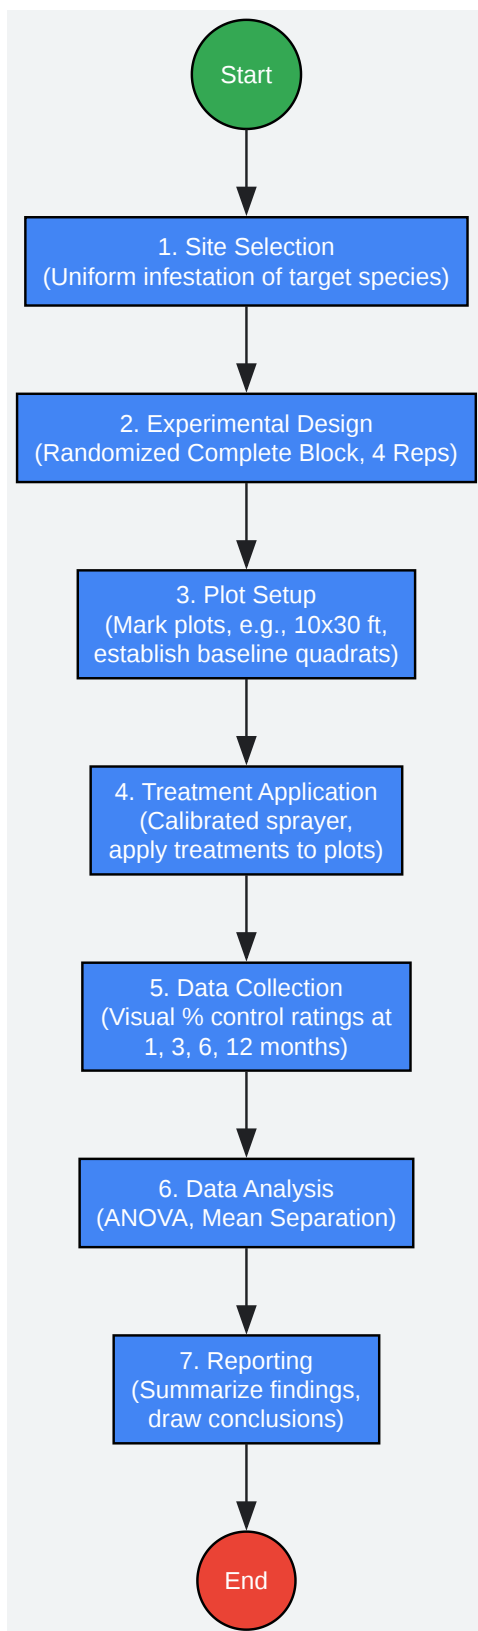 Start
1. Site Selection
(Uniform infestation of target species)
2. Experimental Design
(Randomized Complete Block, 4 Reps)
3. Plot Setup
(Mark plots, e.g., 10x30 ft,
establish baseline quadrats)
4. Treatment Application
(Calibrated sprayer,
apply treatments to plots)
5. Data Collection
(Visual % control ratings at
1, 3, 6, 12 months)
6. Data Analysis
(ANOVA, Mean Separation)
7. Reporting
(Summarize findings,
draw conclusions)
End